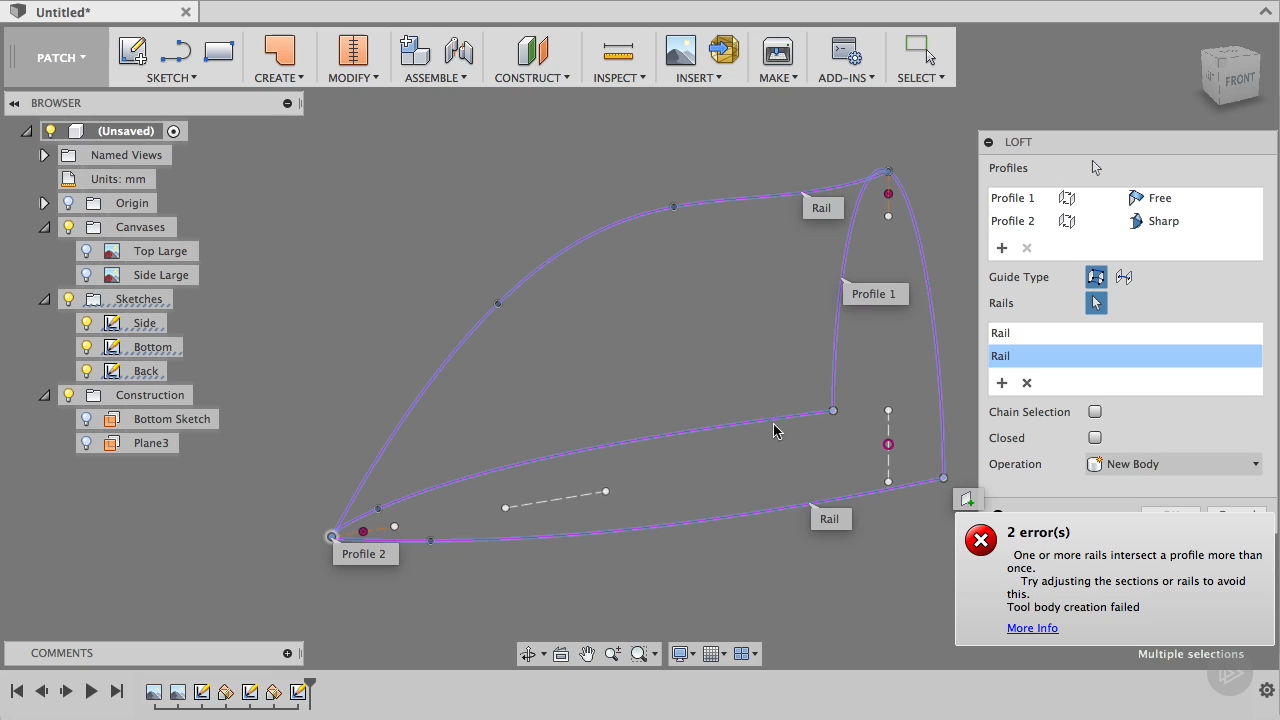 Untitled*
PATCH
SKETCH
CREATE
MODIFY
ASSEMBLE
CONSTRUCT
INSPECT
INSERT
MAKE
ADD-INS
SELECT
FRONT
BROWSER
(Unsaved)
Named Views
Units: mm
Origin
Canvases
Top Large
Side Large
Sketches
Side
Bottom
Back
Construction
Bottom Sketch
Plane3
Rail
Profile 1
Rail
Profile 2
LOFT
Profiles
Profile 1 Free
Profile 2 Sharp
Guide Type
Rails
Rail
Rail
Chain Selection
Closed
Operation New Body
2 error(s)
One or more rails intersect a profile more than
once.
Try adjusting the sections or rails to avoid
this.
Tool body creation failed
More Info
Multiple selections
COMMENTS